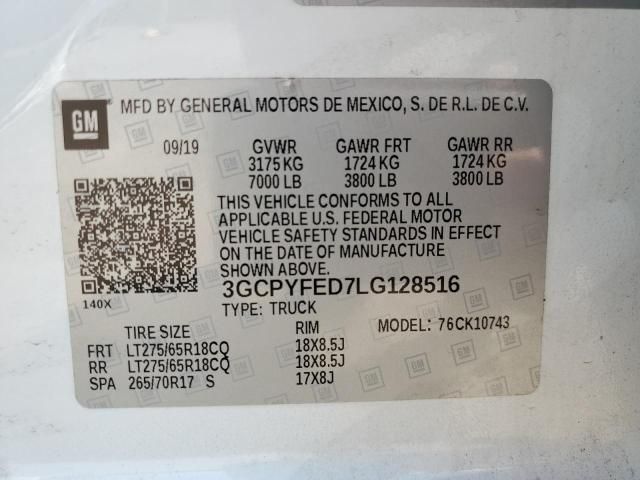 GM MFD BY GENERAL MOTORS DE MEXICO, S. DE R.L. DE C.V.
09/19 GVWR GAWR FRT GAWR RR
3175 KG 1724 KG 1724 KG
7000 LB 3800 LB 3800 LB
THIS VEHICLE CONFORMS TO ALL
APPLICABLE U.S. FEDERAL MOTOR
VEHICLE SAFETY STANDARDS IN EFFECT
ON THE DATE OF MANUFACTURE
SHOWN ABOVE.
140X 3GCPYFED7LG128516
TYPE: TRUCK
TIRE SIZE RIM MODEL: 76CK10743
FRT LT275/65R18CQ 18X8.5J
RR LT275/65R18CQ 18X8.5J
SPA 265/70R17 S 17X8J